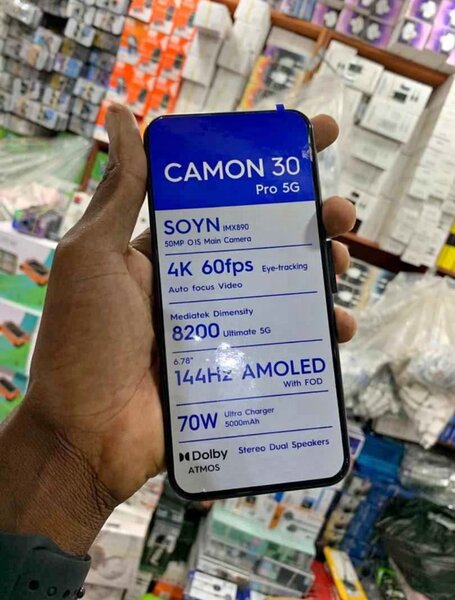 CAMON 30
Pro 5G
SOYN IMX890
50MP OIS Main Camera
4K 60fps Eye-tracking
Auto focus Video
Mediatek Dimensity
8200 Ultimate 5G
6.78"
144Hz AMOLED
With FOD
70W Ultra Charger
5000mAh
Dolby Stereo Dual Speakers
ATMOS